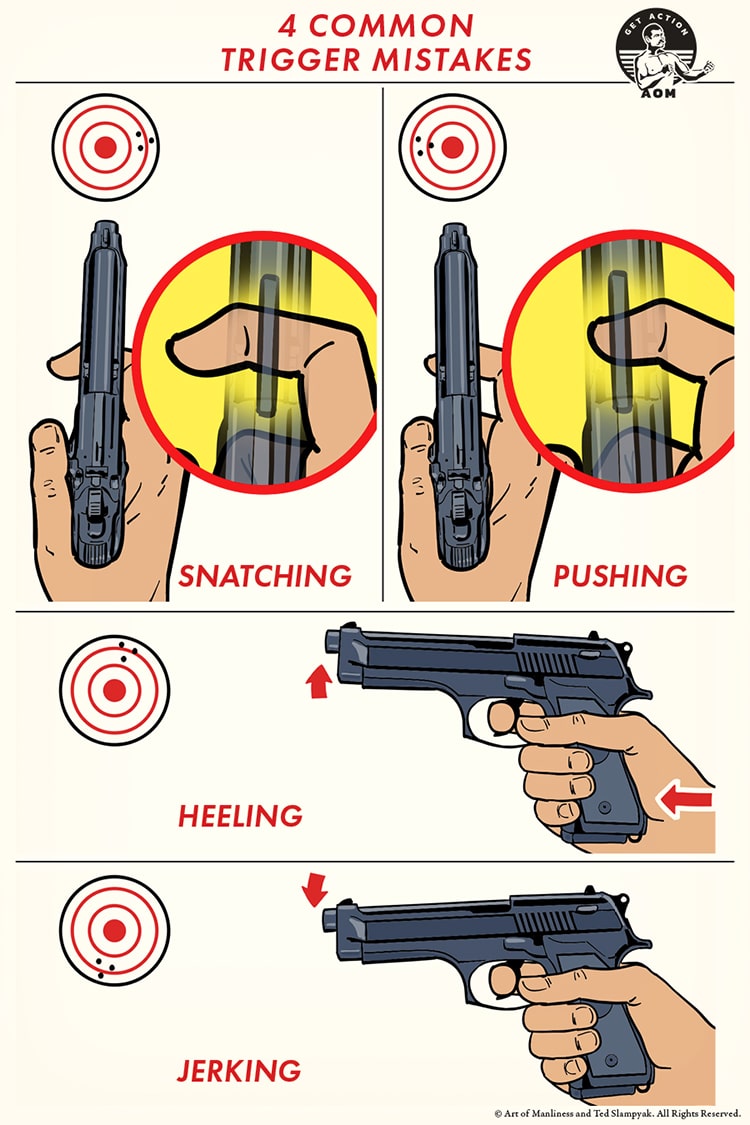 4 COMMON
TRIGGER MISTAKES
GET ACTION
AOM
SNATCHING
PUSHING
HEELING
JERKING
© Art of Manliness and Ted Slampyak. All Rights Reserved.